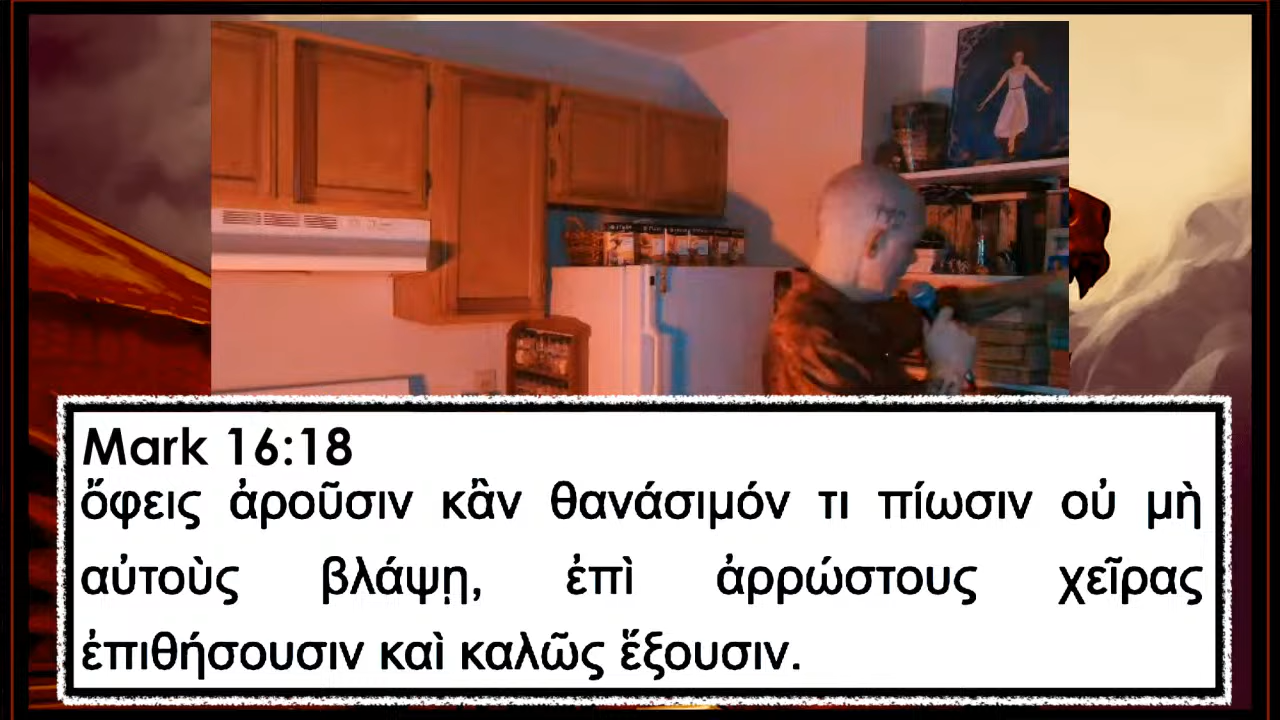 Mark 16:18
ὄφεις ἀροῦσιν κἂν θανάσιμόν τι πίωσιν οὐ μὴ
αὐτοὺς βλάψῃ, ἐπὶ ἀρρώστους χεῖρας
ἐπιθήσουσιν καὶ καλῶς ἕξουσιν.